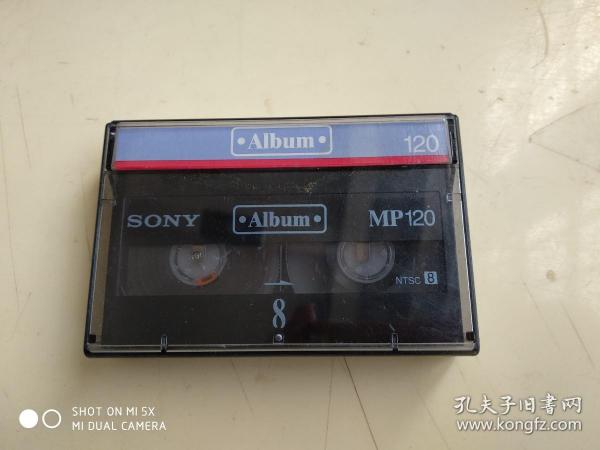 • Album •
120
SONY
• Album •
MP120
NTSC 8
8
SHOT ON MI 5X
MI DUAL CAMERA
孔夫子旧书网
www.kongfz.com